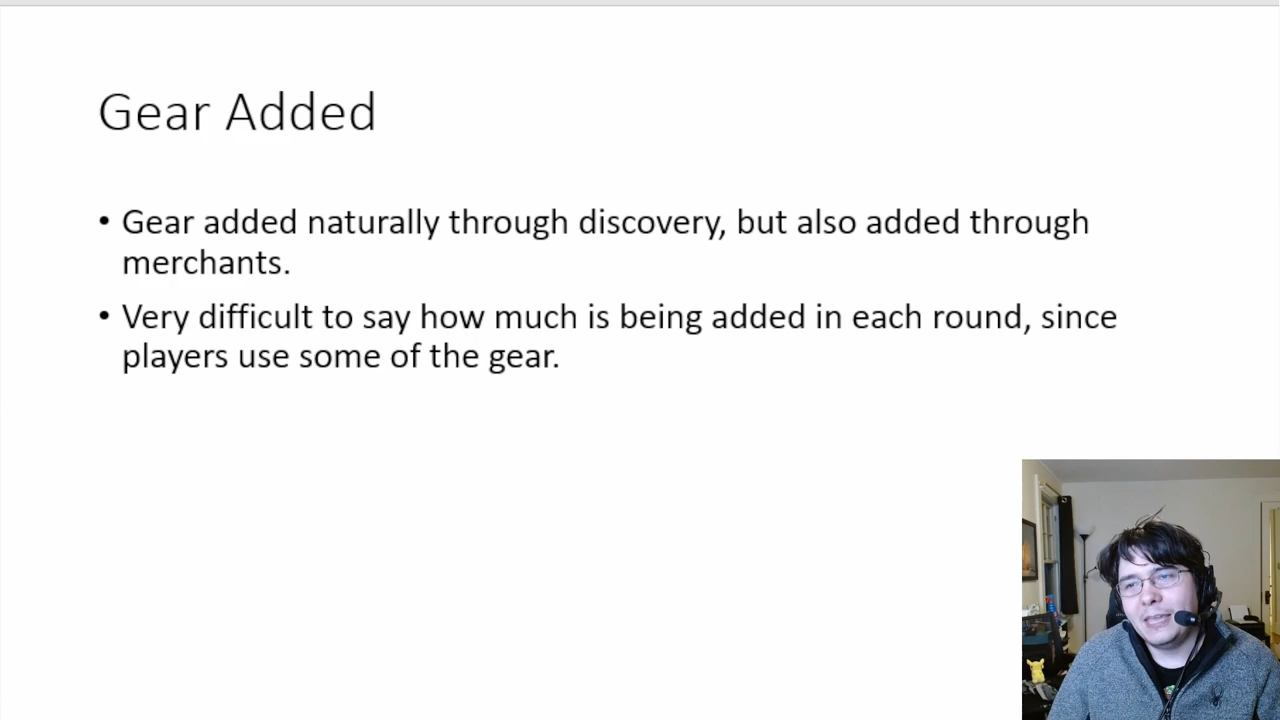 Gear Added
• Gear added naturally through discovery, but also added through
merchants.
• Very difficult to say how much is being added in each round, since
players use some of the gear.